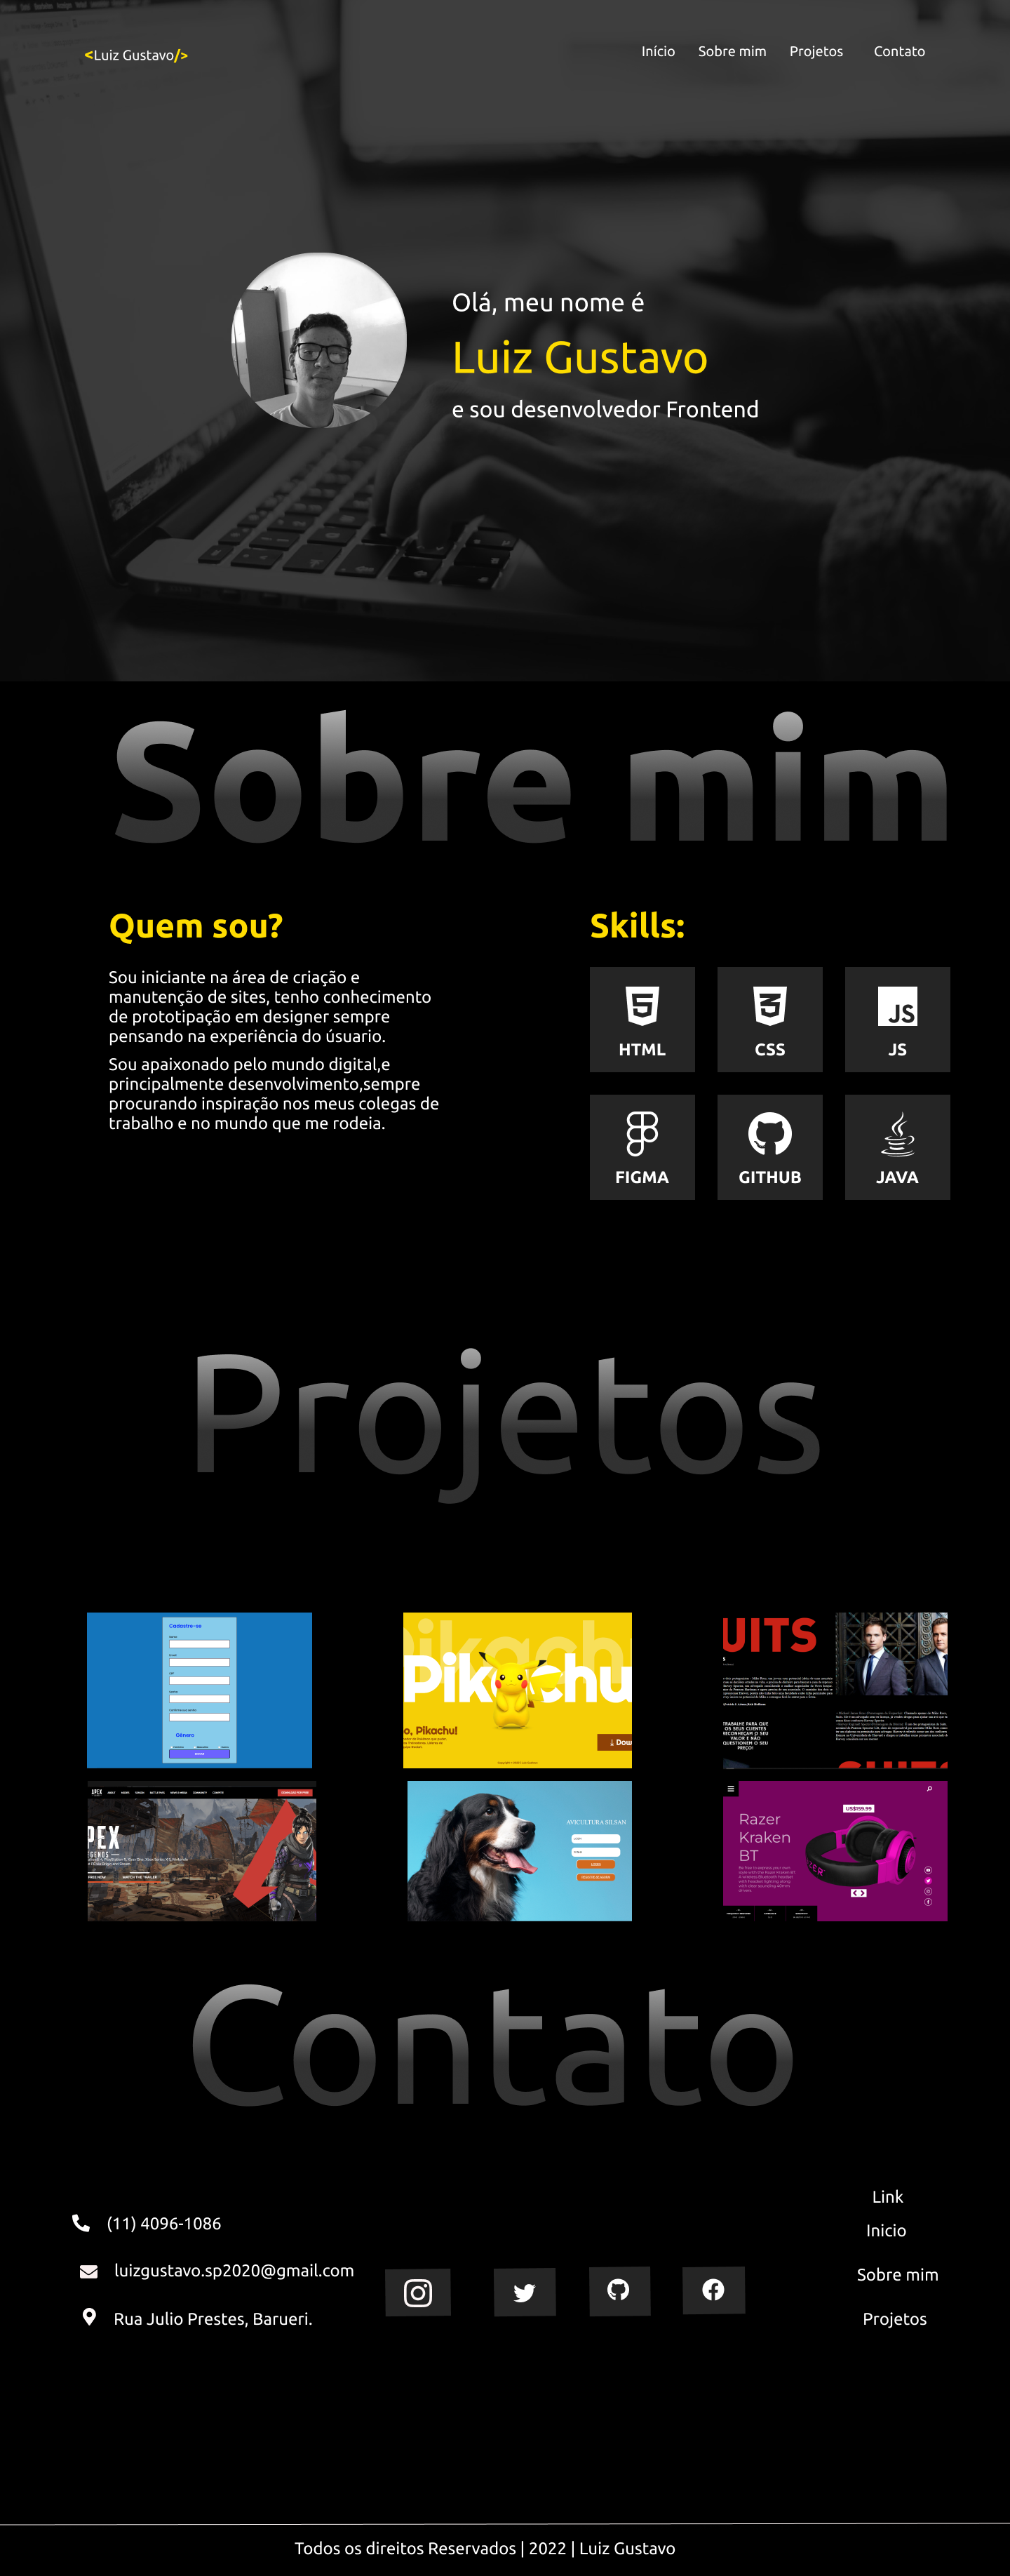 <Luiz Gustavo/>
Início Sobre mim Projetos Contato
Olá, meu nome é
Luiz Gustavo
e sou desenvolvedor Frontend
Sobre mim
Quem sou?
Sou iniciante na área de criação e
manutenção de sites, tenho conhecimento
de prototipação em designer sempre
pensando na experiência do úsuario.
Sou apaixonado pelo mundo digital,e
principalmente desenvolvimento,sempre
procurando inspiração nos meus colegas de
trabalho e no mundo que me rodeia.
Skills:
HTML CSS JS
FIGMA GITHUB JAVA
Projetos
Cadastre-se
Gênero
Pikachu
o, Pikachu!
Dow
UITS
TRABALHE PARA QUE
OS SEUS CLIENTES
RECONHEÇAM O SEU
VALOR E NÃO
QUESTIONEM O SEU
PREÇO!
PEX
AVICULTURA SILSAN
US$159.99
Razer
Kraken
BT
Contato
(11) 4096-1086
luizgustavo.sp2020@gmail.com
Rua Julio Prestes, Barueri.
Link
Inicio
Sobre mim
Projetos
Todos os direitos Reservados | 2022 | Luiz Gustavo